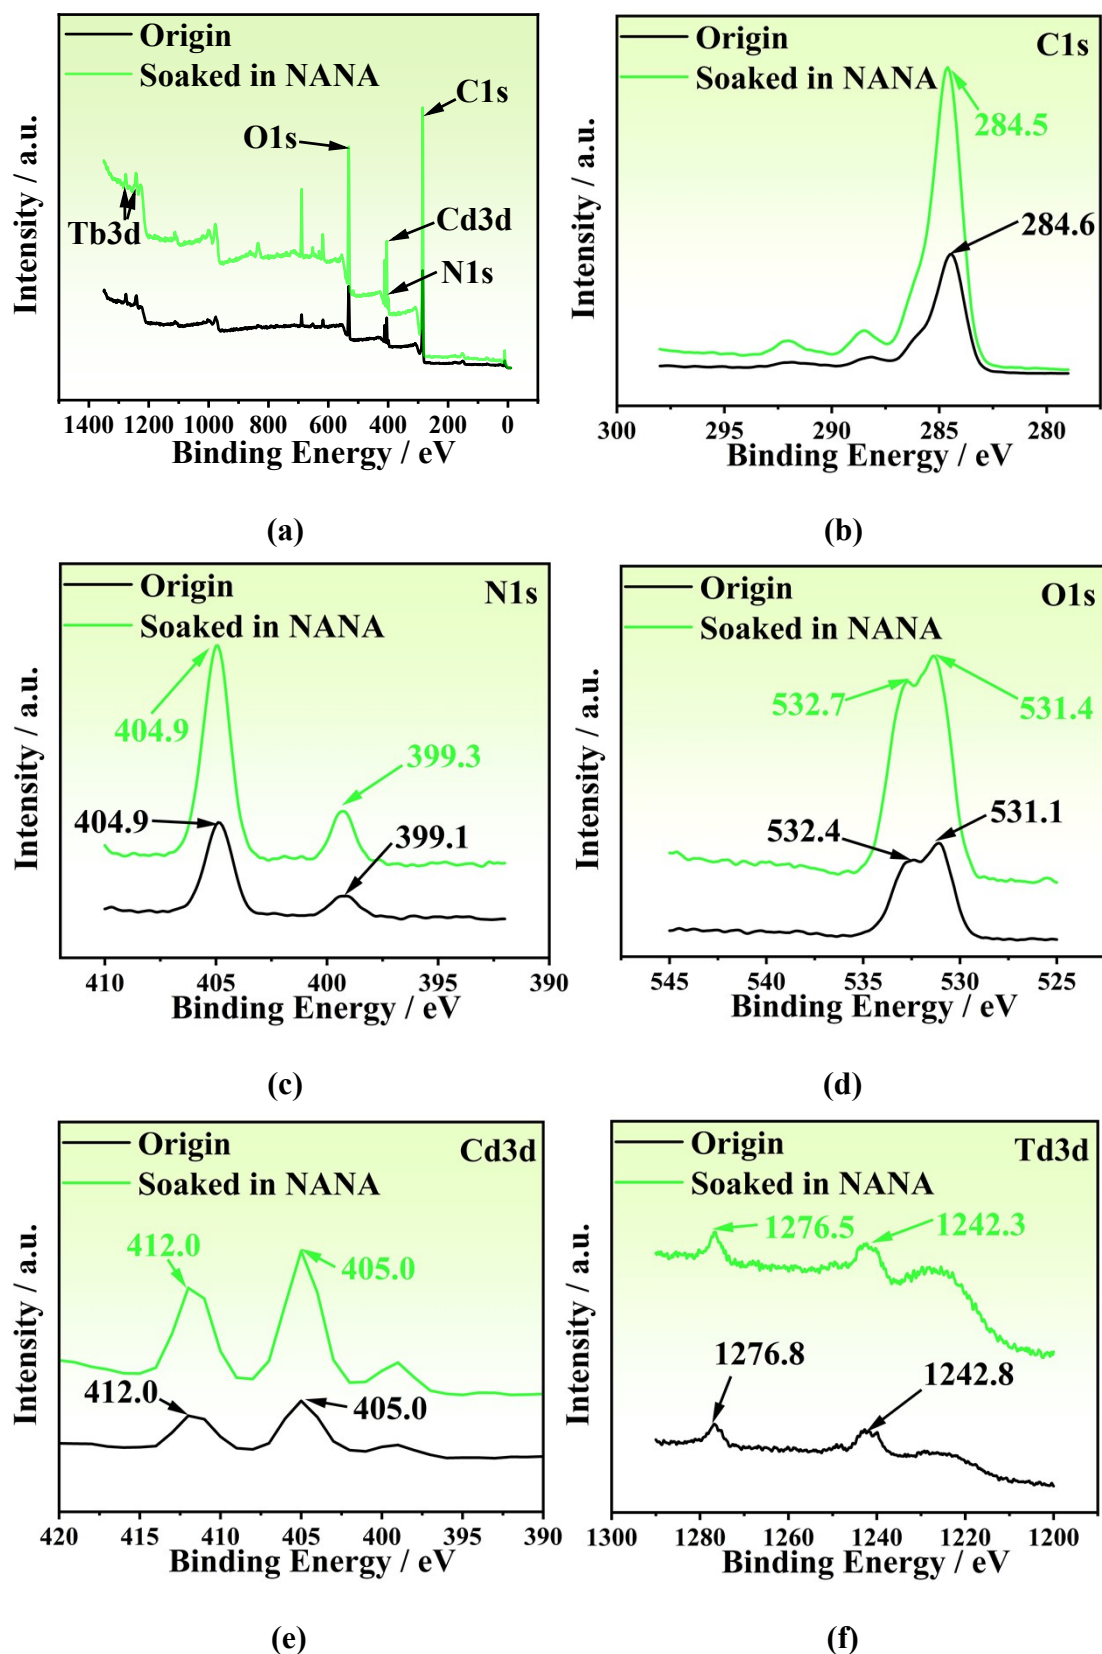 Origin
Soaked in NANA
C1s
O1s
Cd3d
Tb3d
N1s
Intensity / a.u.
1400 1200 1000 800 600 400 200 0
Binding Energy / eV
(a)
Origin
C1s
Soaked in NANA
284.5
284.6
Intensity / a.u.
300 295 290 285 280
Binding Energy / eV
(b)
Origin
N1s
Soaked in NANA
404.9
399.3
404.9
399.1
Intensity / a.u.
410 405 400 395 390
Binding Energy / eV
(c)
Origin
O1s
Soaked in NANA
532.7
531.4
531.1
532.4
Intensity / a.u.
545 540 535 530 525
Binding Energy / eV
(d)
Origin
Cd3d
Soaked in NANA
412.0
405.0
412.0
405.0
Intensity / a.u.
420 415 410 405 400 395 390
Binding Energy / eV
(e)
Origin
Td3d
Soaked in NANA
1276.5
1242.3
1276.8
1242.8
Intensity / a.u.
1300 1280 1260 1240 1220 1200
Binding Energy / eV
(f)